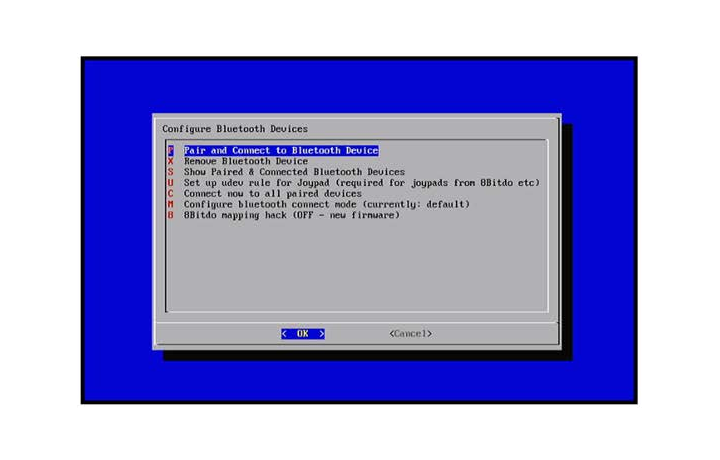 Configure Bluetooth Devices
P Pair and Connect to Bluetooth Device
X Remove Bluetooth Device
S Show Paired & Connected Bluetooth Devices
U Set up udev rule for Joypad (required for joypads from 8Bitdo etc)
C Connect now to all paired devices
M Configure bluetooth connect mode (currently: default)
8 8Bitdo mapping hack (OFF - new firmware)
< OK > <Cancel>